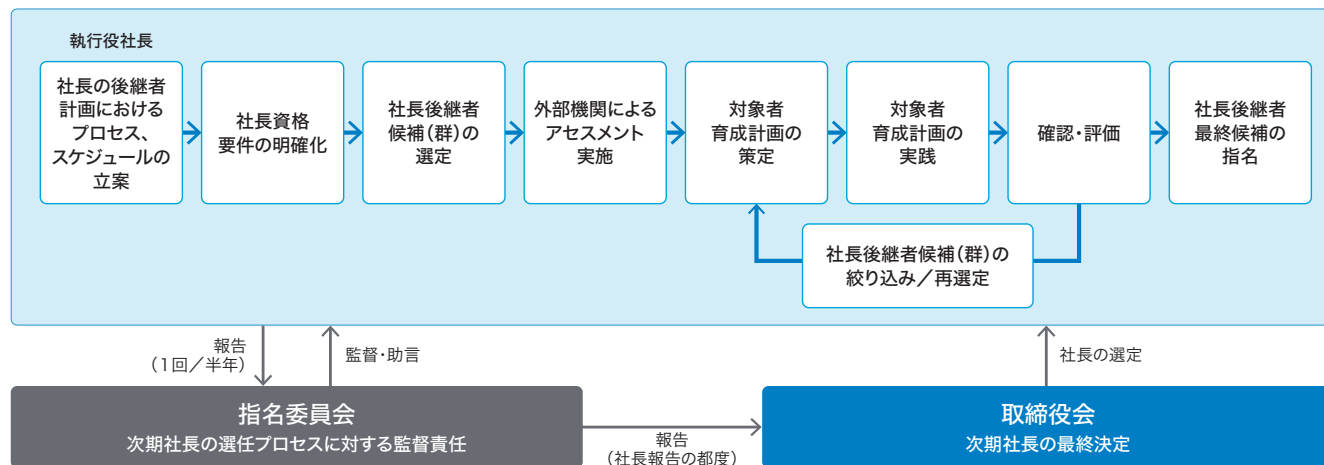 執行役社長
社長の後継者
計画における
プロセス、
スケジュールの
立案
社長資格
要件の明確化
社長後継者
候補(群)の
選定
外部機関による
アセスメント
実施
対象者
育成計画の
策定
対象者
育成計画の
実践
確認・評価
社長後継者
最終候補の
指名
社長後継者候補(群)の
絞り込み／再選定
報告
(1回／半年)
監督・助言
社長の選定
指名委員会
次期社長の選任プロセスに対する監督責任
報告
(社長報告の都度)
取締役会
次期社長の最終決定